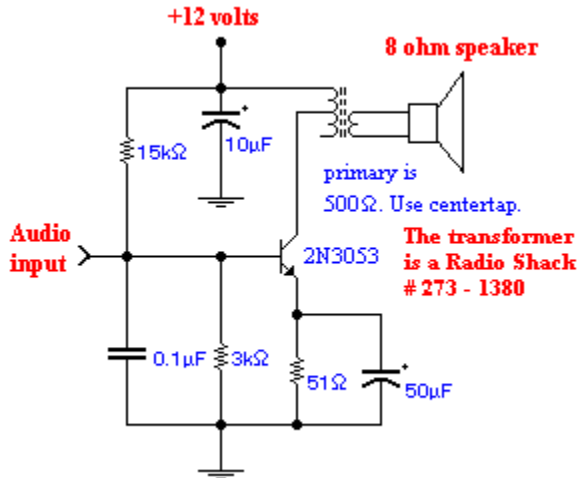 +12 volts
8 ohm speaker
15kΩ
10µF
+
primary is
500Ω. Use centertap.
Audio
input
2N3053
The transformer
is a Radio Shack
# 273 - 1380
0.1µF
3kΩ
51Ω
+
50µF